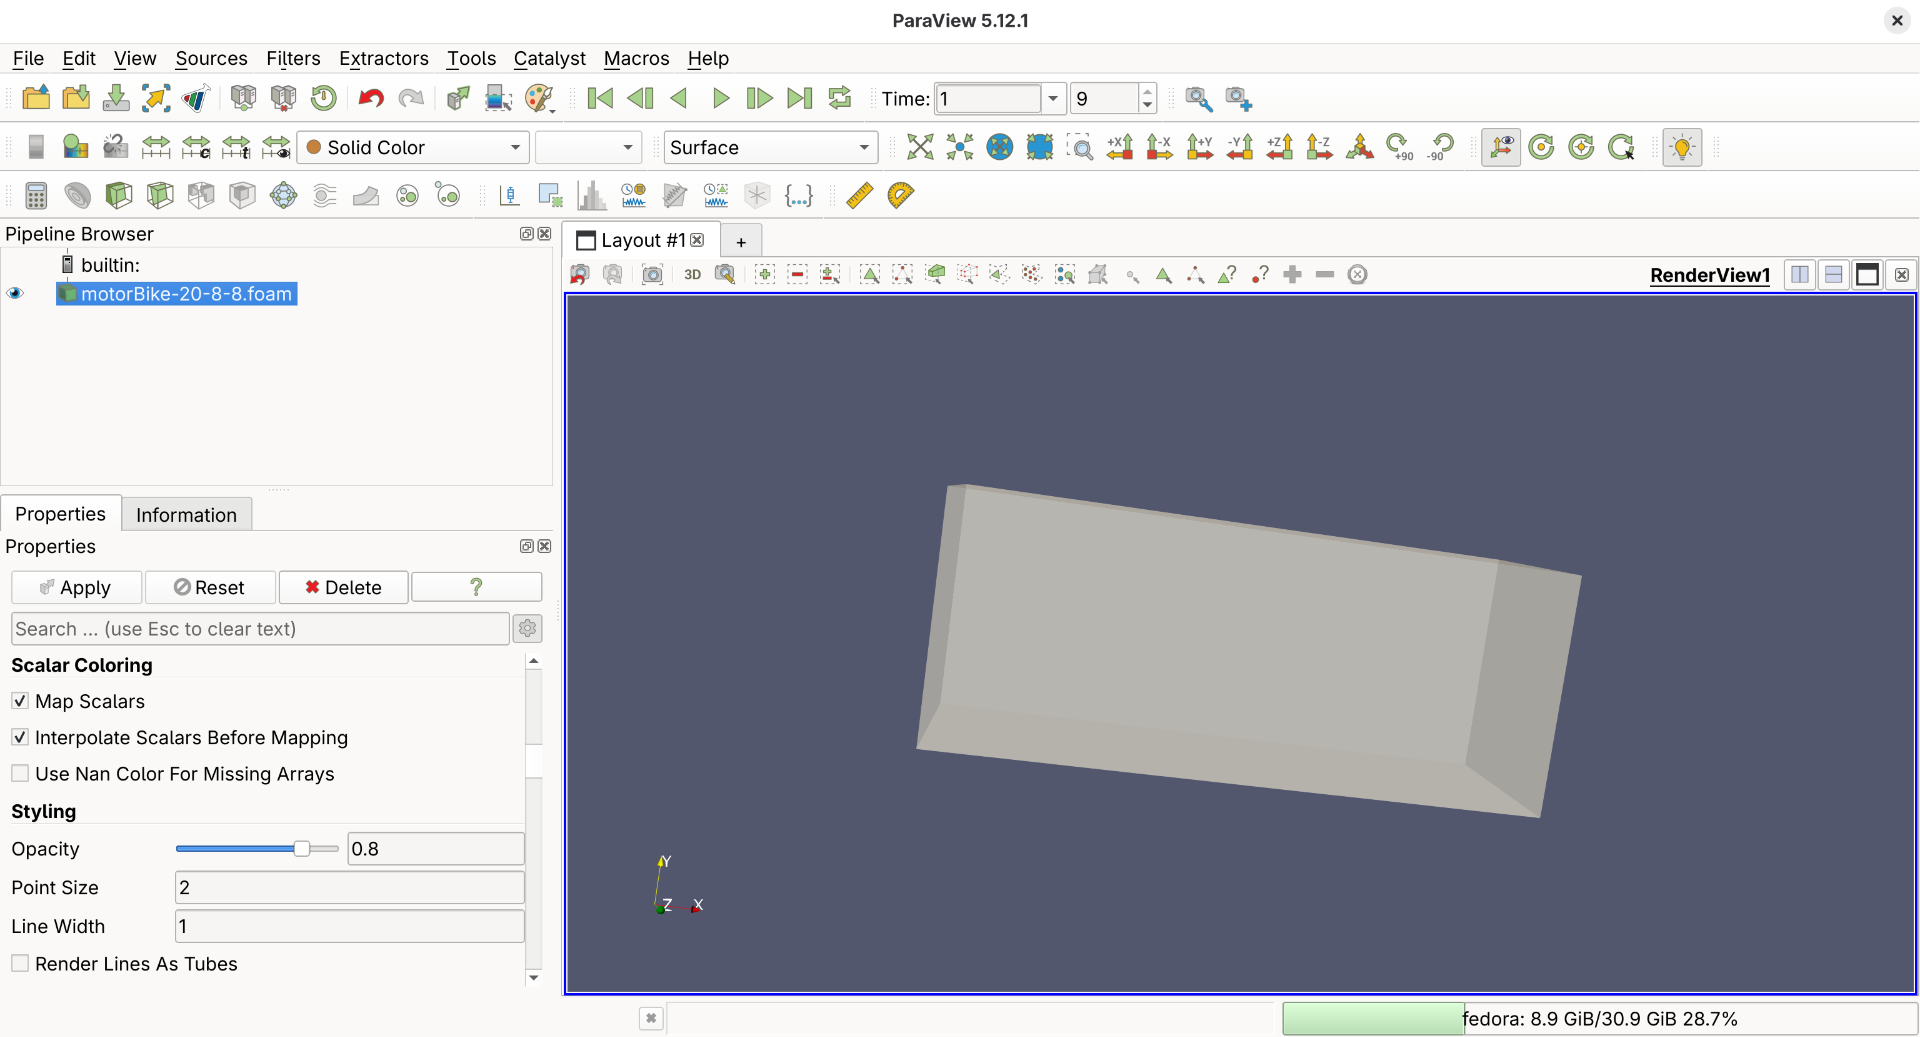 ParaView 5.12.1
File Edit View Sources Filters Extractors Tools Catalyst Macros Help
Time: 1 9
Solid Color Surface +X -X +Y -Y +Z -Z +90 -90
Pipeline Browser
Layout #1 +
builtin:
3D RenderView1
motorBike-20-8-8.foam
Properties Information
Properties
Apply Reset Delete ?
Search ... (use Esc to clear text)
Scalar Coloring
Map Scalars
Interpolate Scalars Before Mapping
Use Nan Color For Missing Arrays
Styling
Opacity 0.8
Point Size 2
Line Width 1
Render Lines As Tubes
Y
Z X
fedora: 8.9 GiB/30.9 GiB 28.7%